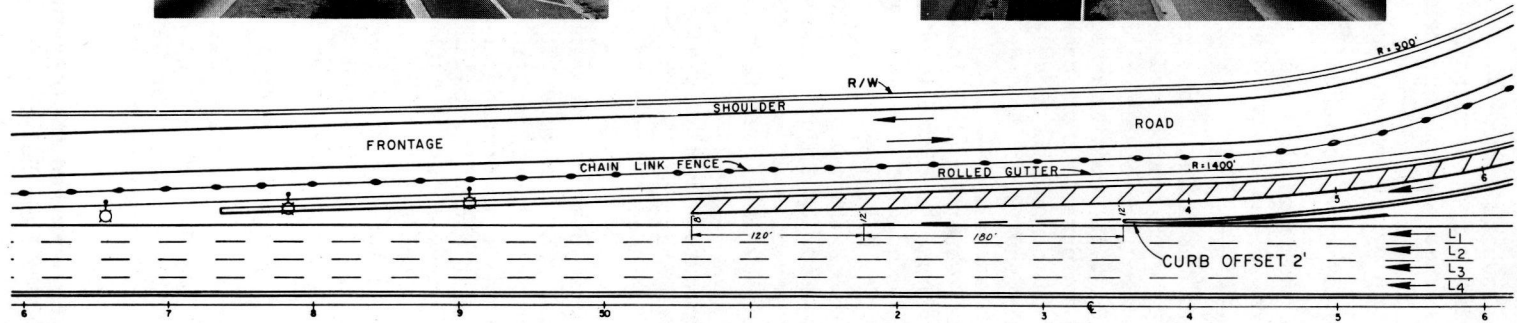 R = 500'
R/W
SHOULDER
FRONTAGE
ROAD
CHAIN LINK FENCE
ROLLED GUTTER
R=1400'
6
5
4
8
12
12
120'
180'
CURB OFFSET 2'
L1
L2
L3
L4
6
7
8
9
50
1
2
3
℄
4
5
6